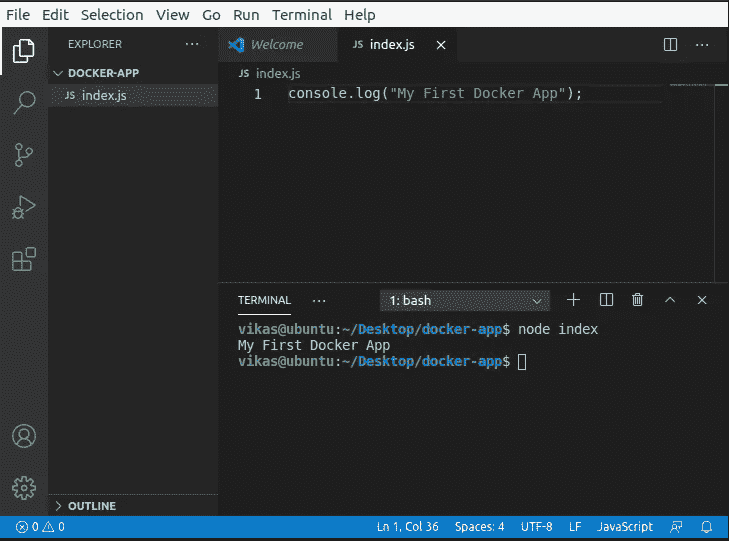 File Edit Selection View Go Run Terminal Help
EXPLORER ···
Welcome
JS index.js ×
DOCKER-APP
JS index.js
JS index.js
1 console.log("My First Docker App");
TERMINAL ··· 1: bash
vikas@ubuntu:~/Desktop/docker-app$ node index
My First Docker App
vikas@ubuntu:~/Desktop/docker-app$
OUTLINE
0 0 Ln 1, Col 36 Spaces: 4 UTF-8 LF JavaScript